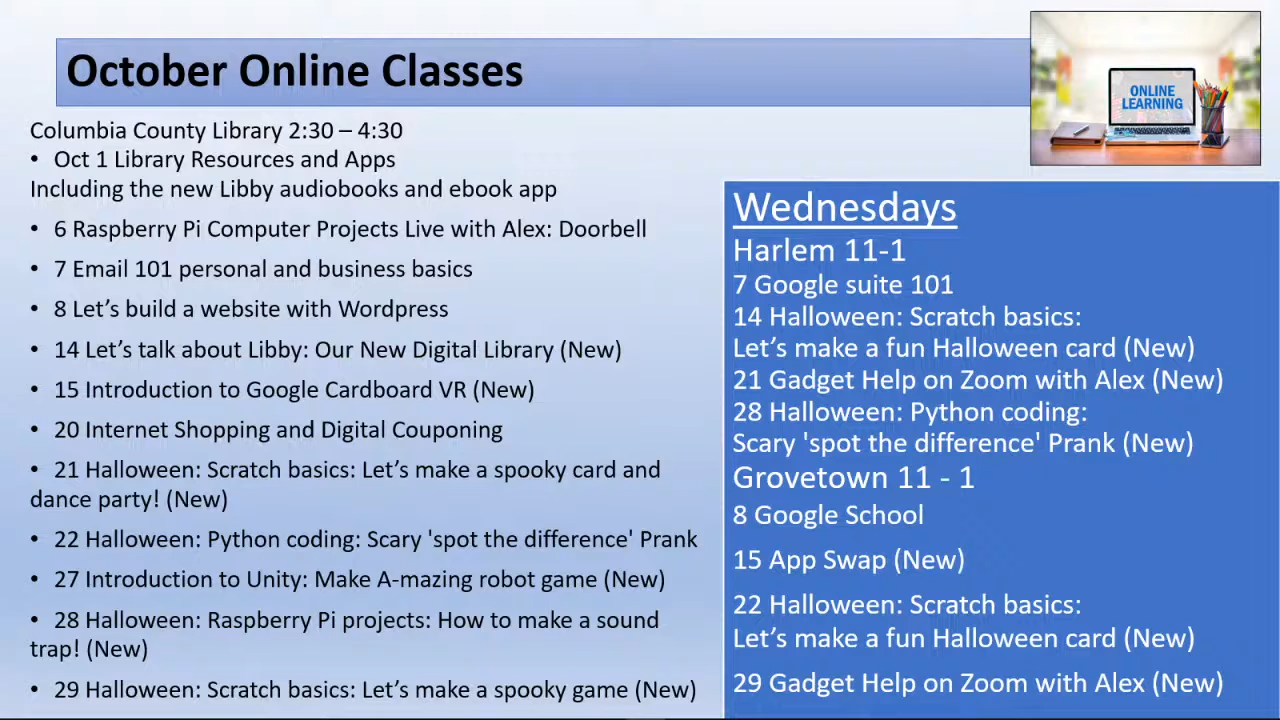 October Online Classes
ONLINE
LEARNING
Columbia County Library 2:30 – 4:30
• Oct 1 Library Resources and Apps
Including the new Libby audiobooks and ebook app
• 6 Raspberry Pi Computer Projects Live with Alex: Doorbell
• 7 Email 101 personal and business basics
• 8 Let’s build a website with Wordpress
• 14 Let’s talk about Libby: Our New Digital Library (New)
• 15 Introduction to Google Cardboard VR (New)
• 20 Internet Shopping and Digital Couponing
• 21 Halloween: Scratch basics: Let’s make a spooky card and
dance party! (New)
• 22 Halloween: Python coding: Scary 'spot the difference' Prank
• 27 Introduction to Unity: Make A-mazing robot game (New)
• 28 Halloween: Raspberry Pi projects: How to make a sound
trap! (New)
• 29 Halloween: Scratch basics: Let’s make a spooky game (New)
Wednesdays
Harlem 11-1
7 Google suite 101
14 Halloween: Scratch basics:
Let’s make a fun Halloween card (New)
21 Gadget Help on Zoom with Alex (New)
28 Halloween: Python coding:
Scary 'spot the difference' Prank (New)
Grovetown 11 - 1
8 Google School
15 App Swap (New)
22 Halloween: Scratch basics:
Let’s make a fun Halloween card (New)
29 Gadget Help on Zoom with Alex (New)